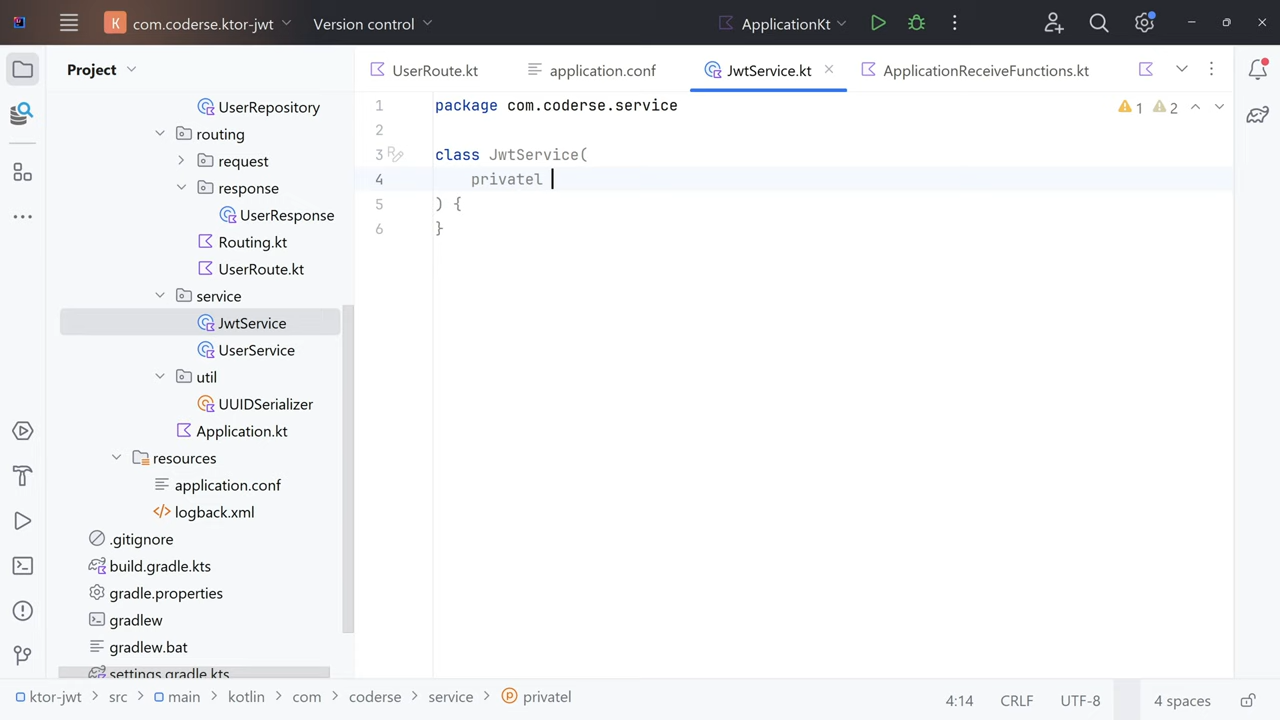 K com.coderse.ktor-jwt Version control ApplicationKt
Project
UserRoute.kt application.conf JwtService.kt ApplicationReceiveFunctions.kt
UserRepository
routing
request
response
UserResponse
Routing.kt
UserRoute.kt
service
JwtService
UserService
util
UUIDSerializer
Application.kt
resources
application.conf
logback.xml
.gitignore
build.gradle.kts
gradle.properties
gradlew
gradlew.bat
settings.gradle.kts
1 package com.coderse.service
2
3 class JwtService(
4 privatel
5 ) {
6 }
1 2
ktor-jwt > src > main > kotlin > com > coderse > service > privatel
4:14 CRLF UTF-8 4 spaces